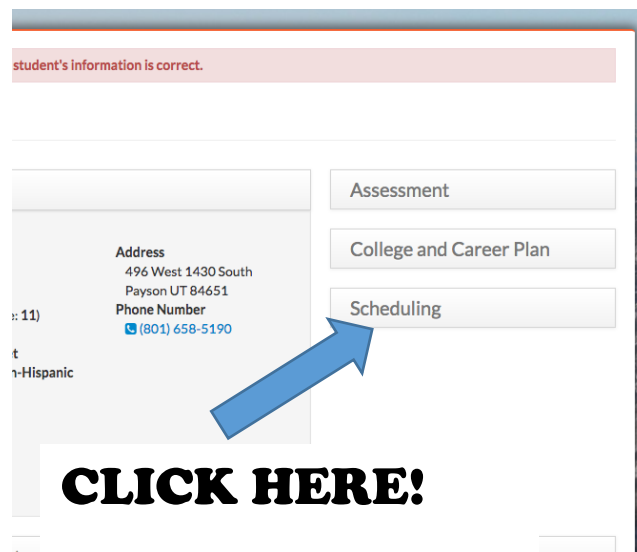 student's information is correct.
Assessment
College and Career Plan
Scheduling
Address
496 West 1430 South
Payson UT 84651
Phone Number
(801) 658-5190
: 11)
t
-Hispanic
CLICK HERE!